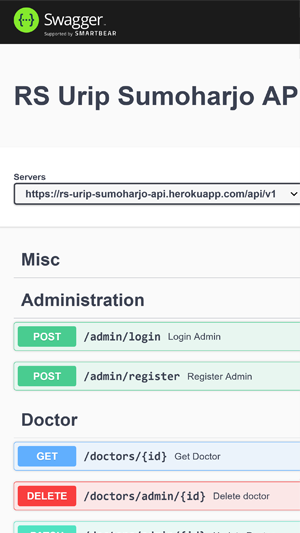 Swagger.
Supported by SMARTBEAR
RS Urip Sumoharjo AP
Servers
https://rs-urip-sumoharjo-api.herokuapp.com/api/v1
Misc
Administration
POST /admin/login Login Admin
POST /admin/register Register Admin
Doctor
GET /doctors/{id} Get Doctor
DELETE /doctors/admin/{id} Delete doctor